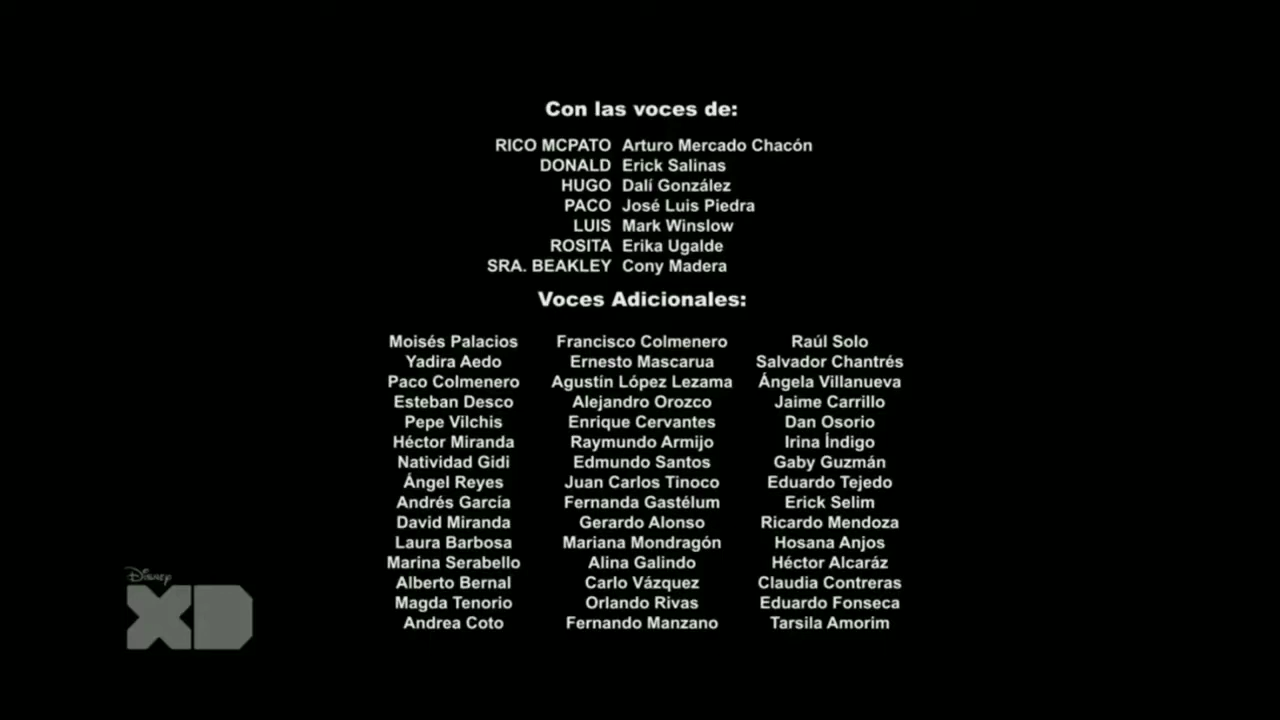 Con las voces de:
RICO MCPATO Arturo Mercado Chacón
DONALD Erick Salinas
HUGO Dalí González
PACO José Luis Piedra
LUIS Mark Winslow
ROSITA Erika Ugalde
SRA. BEAKLEY Cony Madera
Voces Adicionales:
Moisés Palacios Francisco Colmenero Raúl Solo
Yadira Aedo Ernesto Mascarua Salvador Chantrés
Paco Colmenero Agustín López Lezama Ángela Villanueva
Esteban Desco Alejandro Orozco Jaime Carrillo
Pepe Vilchis Enrique Cervantes Dan Osorio
Héctor Miranda Raymundo Armijo Irina Índigo
Natividad Gidi Edmundo Santos Gaby Guzmán
Ángel Reyes Juan Carlos Tinoco Eduardo Tejedo
Andrés García Fernanda Gastélum Erick Selim
David Miranda Gerardo Alonso Ricardo Mendoza
Laura Barbosa Mariana Mondragón Hosana Anjos
Marina Serabello Alina Galindo Héctor Alcaráz
Alberto Bernal Carlo Vázquez Claudia Contreras
Magda Tenorio Orlando Rivas Eduardo Fonseca
Andrea Coto Fernando Manzano Tarsila Amorim
Disney
XD